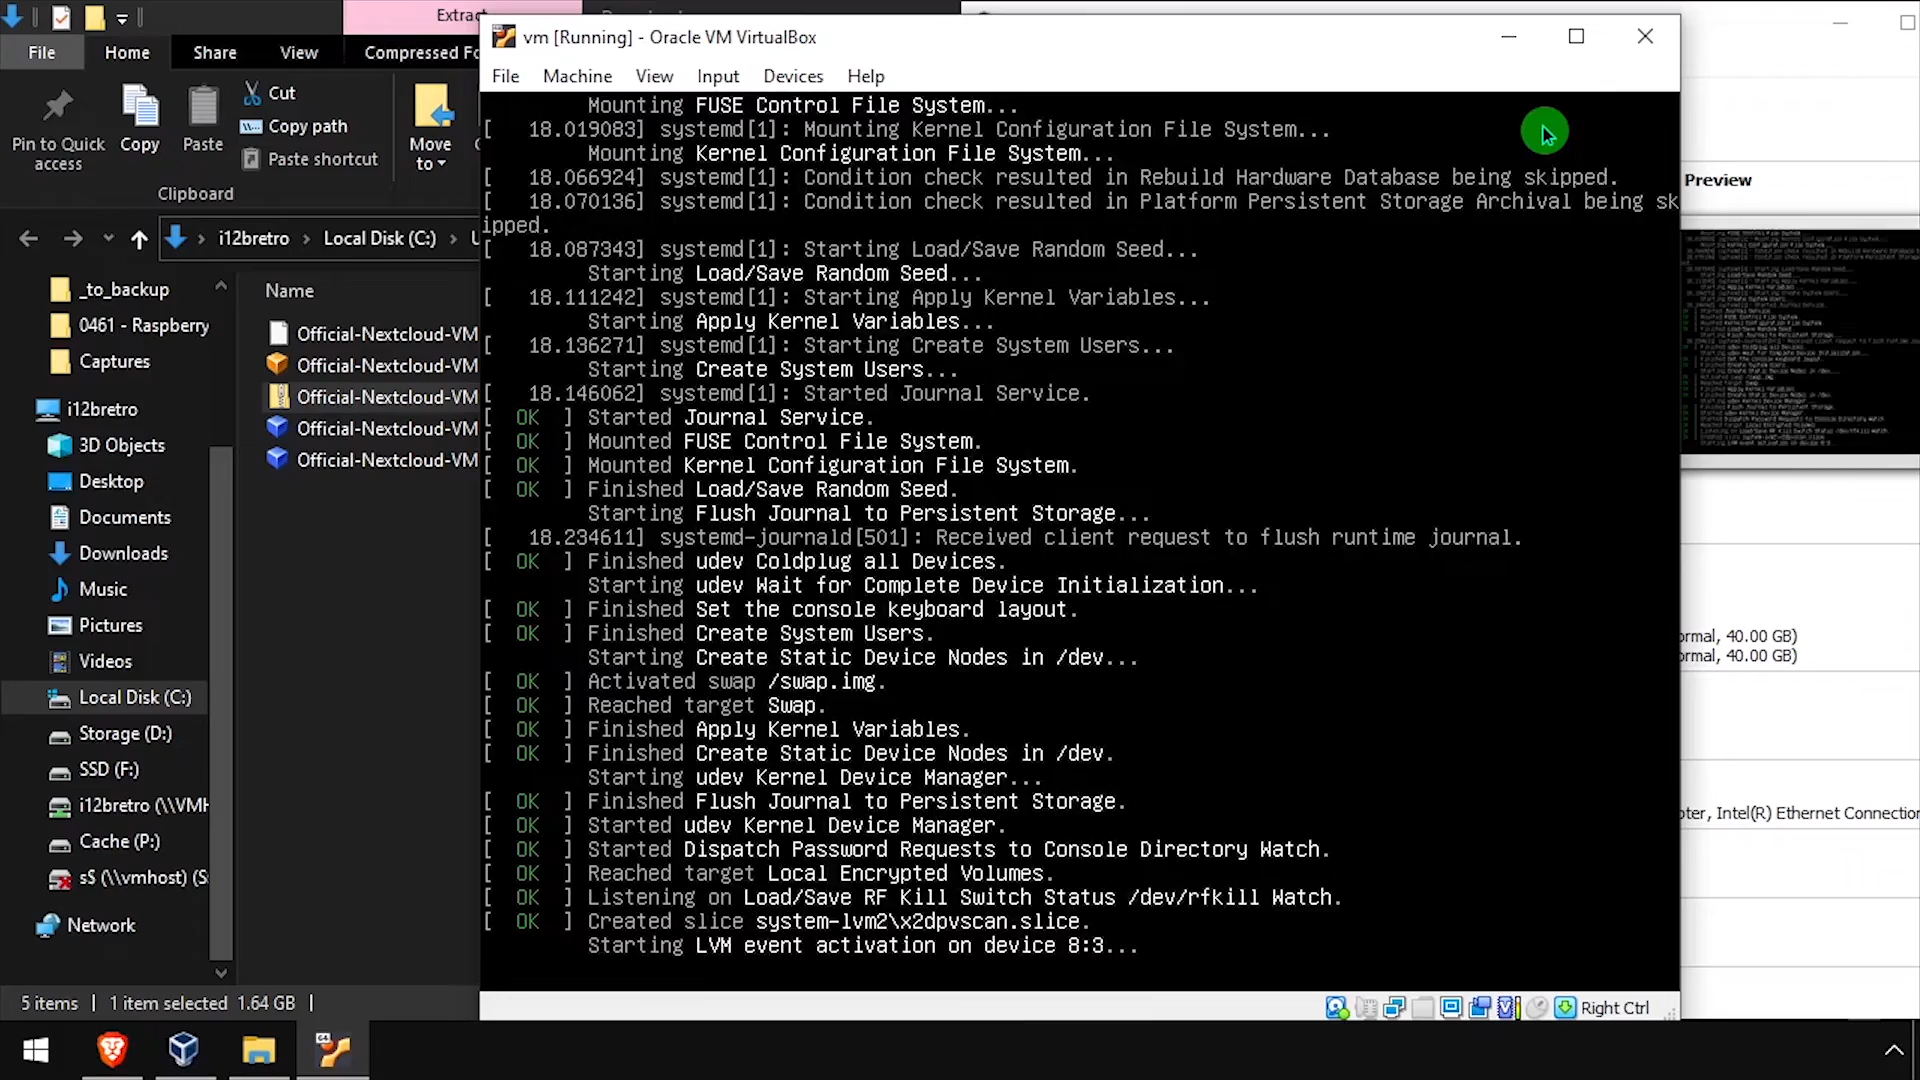 File
Home
Share
View
Compressed Fo
Pin to Quick
access
Copy
Paste
Cut
Copy path
Paste shortcut
Move
to
Clipboard
i12bretro
Local Disk (C:)
_to_backup
0461 - Raspberry
Captures
i12bretro
3D Objects
Desktop
Documents
Downloads
Music
Pictures
Videos
Local Disk (C:)
Storage (D:)
SSD (F:)
i12bretro (\\VMH
Cache (P:)
s$ (\\vmhost) (S:
Network
Name
Official-Nextcloud-VM
Official-Nextcloud-VM
Official-Nextcloud-VM
Official-Nextcloud-VM
Official-Nextcloud-VM
5 items
1 item selected 1.64 GB
vm [Running] - Oracle VM VirtualBox
File Machine View Input Devices Help
Mounting FUSE Control File System...
[ 18.019083] systemd[1]: Mounting Kernel Configuration File System...
Mounting Kernel Configuration File System...
[ 18.066924] systemd[1]: Condition check resulted in Rebuild Hardware Database being skipped.
[ 18.070136] systemd[1]: Condition check resulted in Platform Persistent Storage Archival being sk
ipped.
[ 18.087343] systemd[1]: Starting Load/Save Random Seed...
Starting Load/Save Random Seed...
[ 18.111242] systemd[1]: Starting Apply Kernel Variables...
Starting Apply Kernel Variables...
[ 18.136271] systemd[1]: Starting Create System Users...
Starting Create System Users...
[ 18.146062] systemd[1]: Started Journal Service.
[ OK ] Started Journal Service.
[ OK ] Mounted FUSE Control File System.
[ OK ] Mounted Kernel Configuration File System.
[ OK ] Finished Load/Save Random Seed.
Starting Flush Journal to Persistent Storage...
[ 18.234611] systemd-journald[501]: Received client request to flush runtime journal.
[ OK ] Finished udev Coldplug all Devices.
Starting udev Wait for Complete Device Initialization...
[ OK ] Finished Set the console keyboard layout.
[ OK ] Finished Create System Users.
Starting Create Static Device Nodes in /dev...
[ OK ] Activated swap /swap.img.
[ OK ] Reached target Swap.
[ OK ] Finished Apply Kernel Variables.
[ OK ] Finished Create Static Device Nodes in /dev.
Starting udev Kernel Device Manager...
[ OK ] Finished Flush Journal to Persistent Storage.
[ OK ] Started udev Kernel Device Manager.
[ OK ] Started Dispatch Password Requests to Console Directory Watch.
[ OK ] Reached target Local Encrypted Volumes.
[ OK ] Listening on Load/Save RF Kill Switch Status /dev/rfkill Watch.
[ OK ] Created slice system-lvm2\x2dpvscan.slice.
Starting LVM event activation on device 8:3...
Right Ctrl
Preview
ormal, 40.00 GB)
ormal, 40.00 GB)
pter, Intel(R) Ethernet Connection